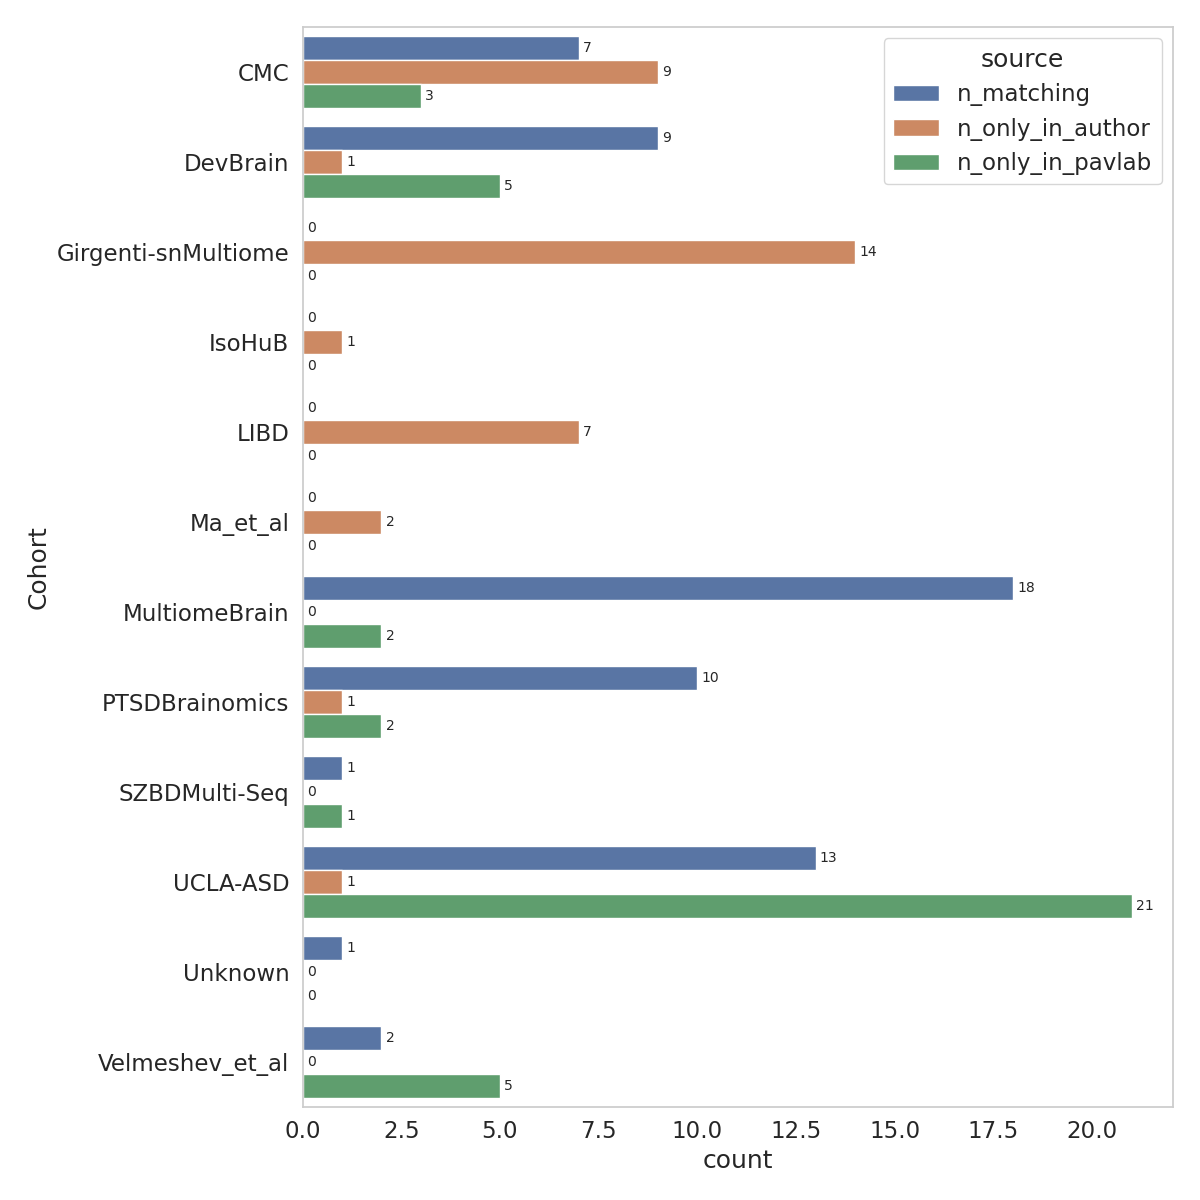 source
n_matching
n_only_in_author
n_only_in_pavlab
Cohort
CMC
7
9
3
DevBrain
9
1
5
Girgenti-snMultiome
0
14
0
IsoHuB
0
1
0
LIBD
0
7
0
Ma_et_al
0
2
0
MultiomeBrain
18
0
2
PTSDBrainomics
10
1
2
SZBDMulti-Seq
1
0
1
UCLA-ASD
13
1
21
Unknown
1
0
0
Velmeshev_et_al
2
0
5
0.0 2.5 5.0 7.5 10.0 12.5 15.0 17.5 20.0
count